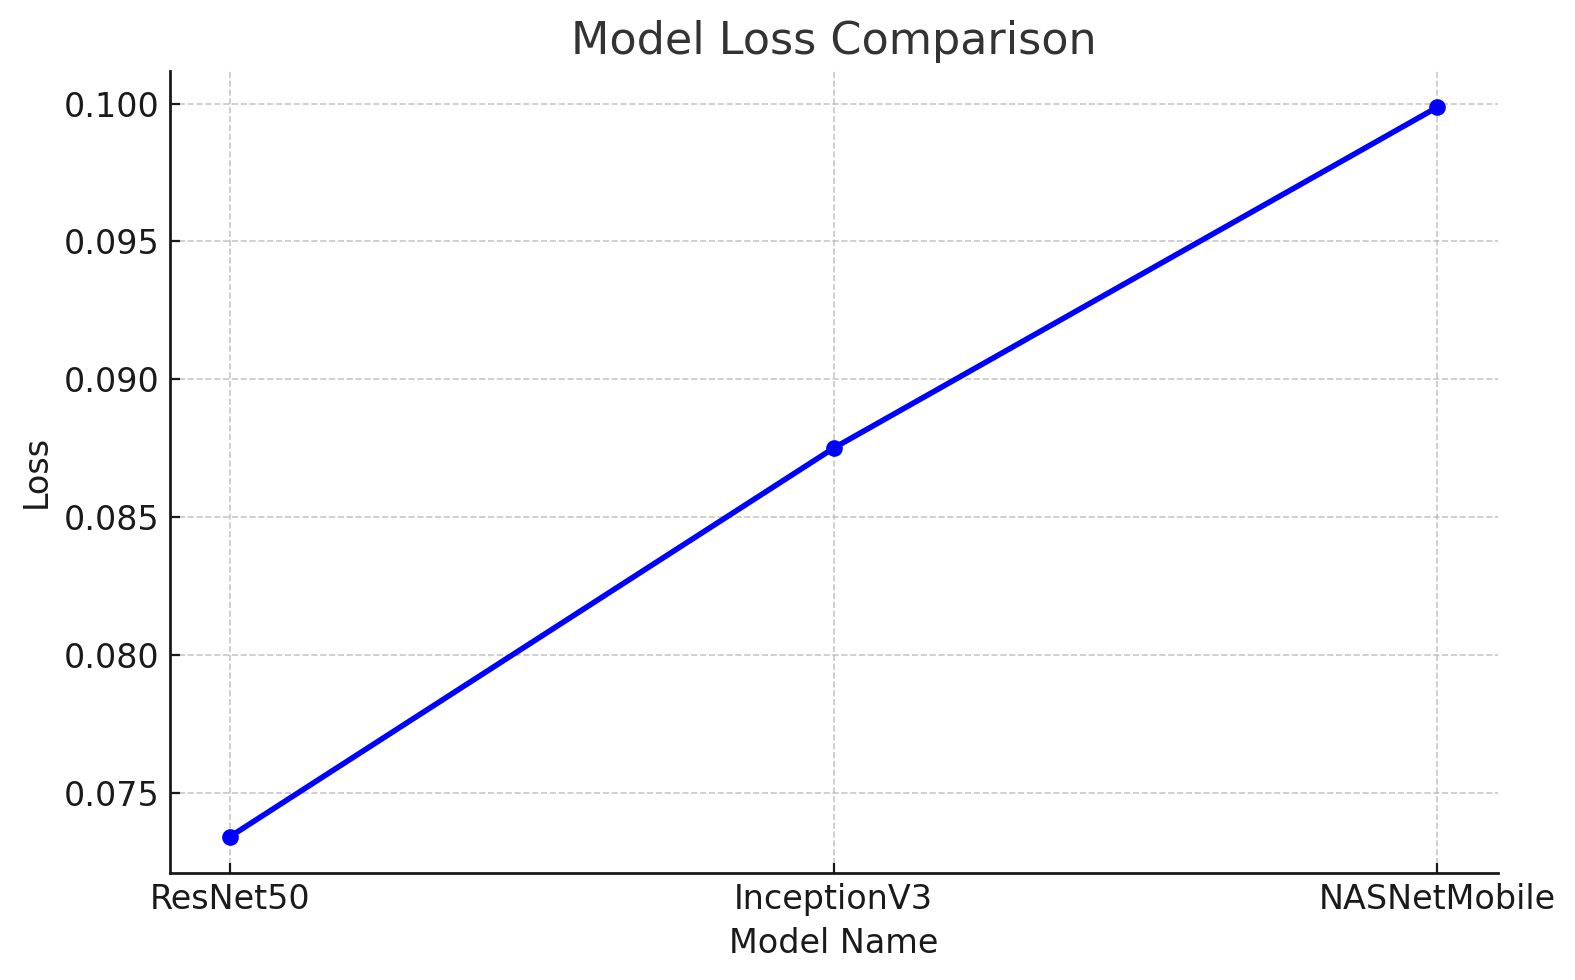 Model Loss Comparison
0.100
0.095
0.090
0.085
0.080
0.075
Loss
ResNet50 InceptionV3 NASNetMobile
Model Name